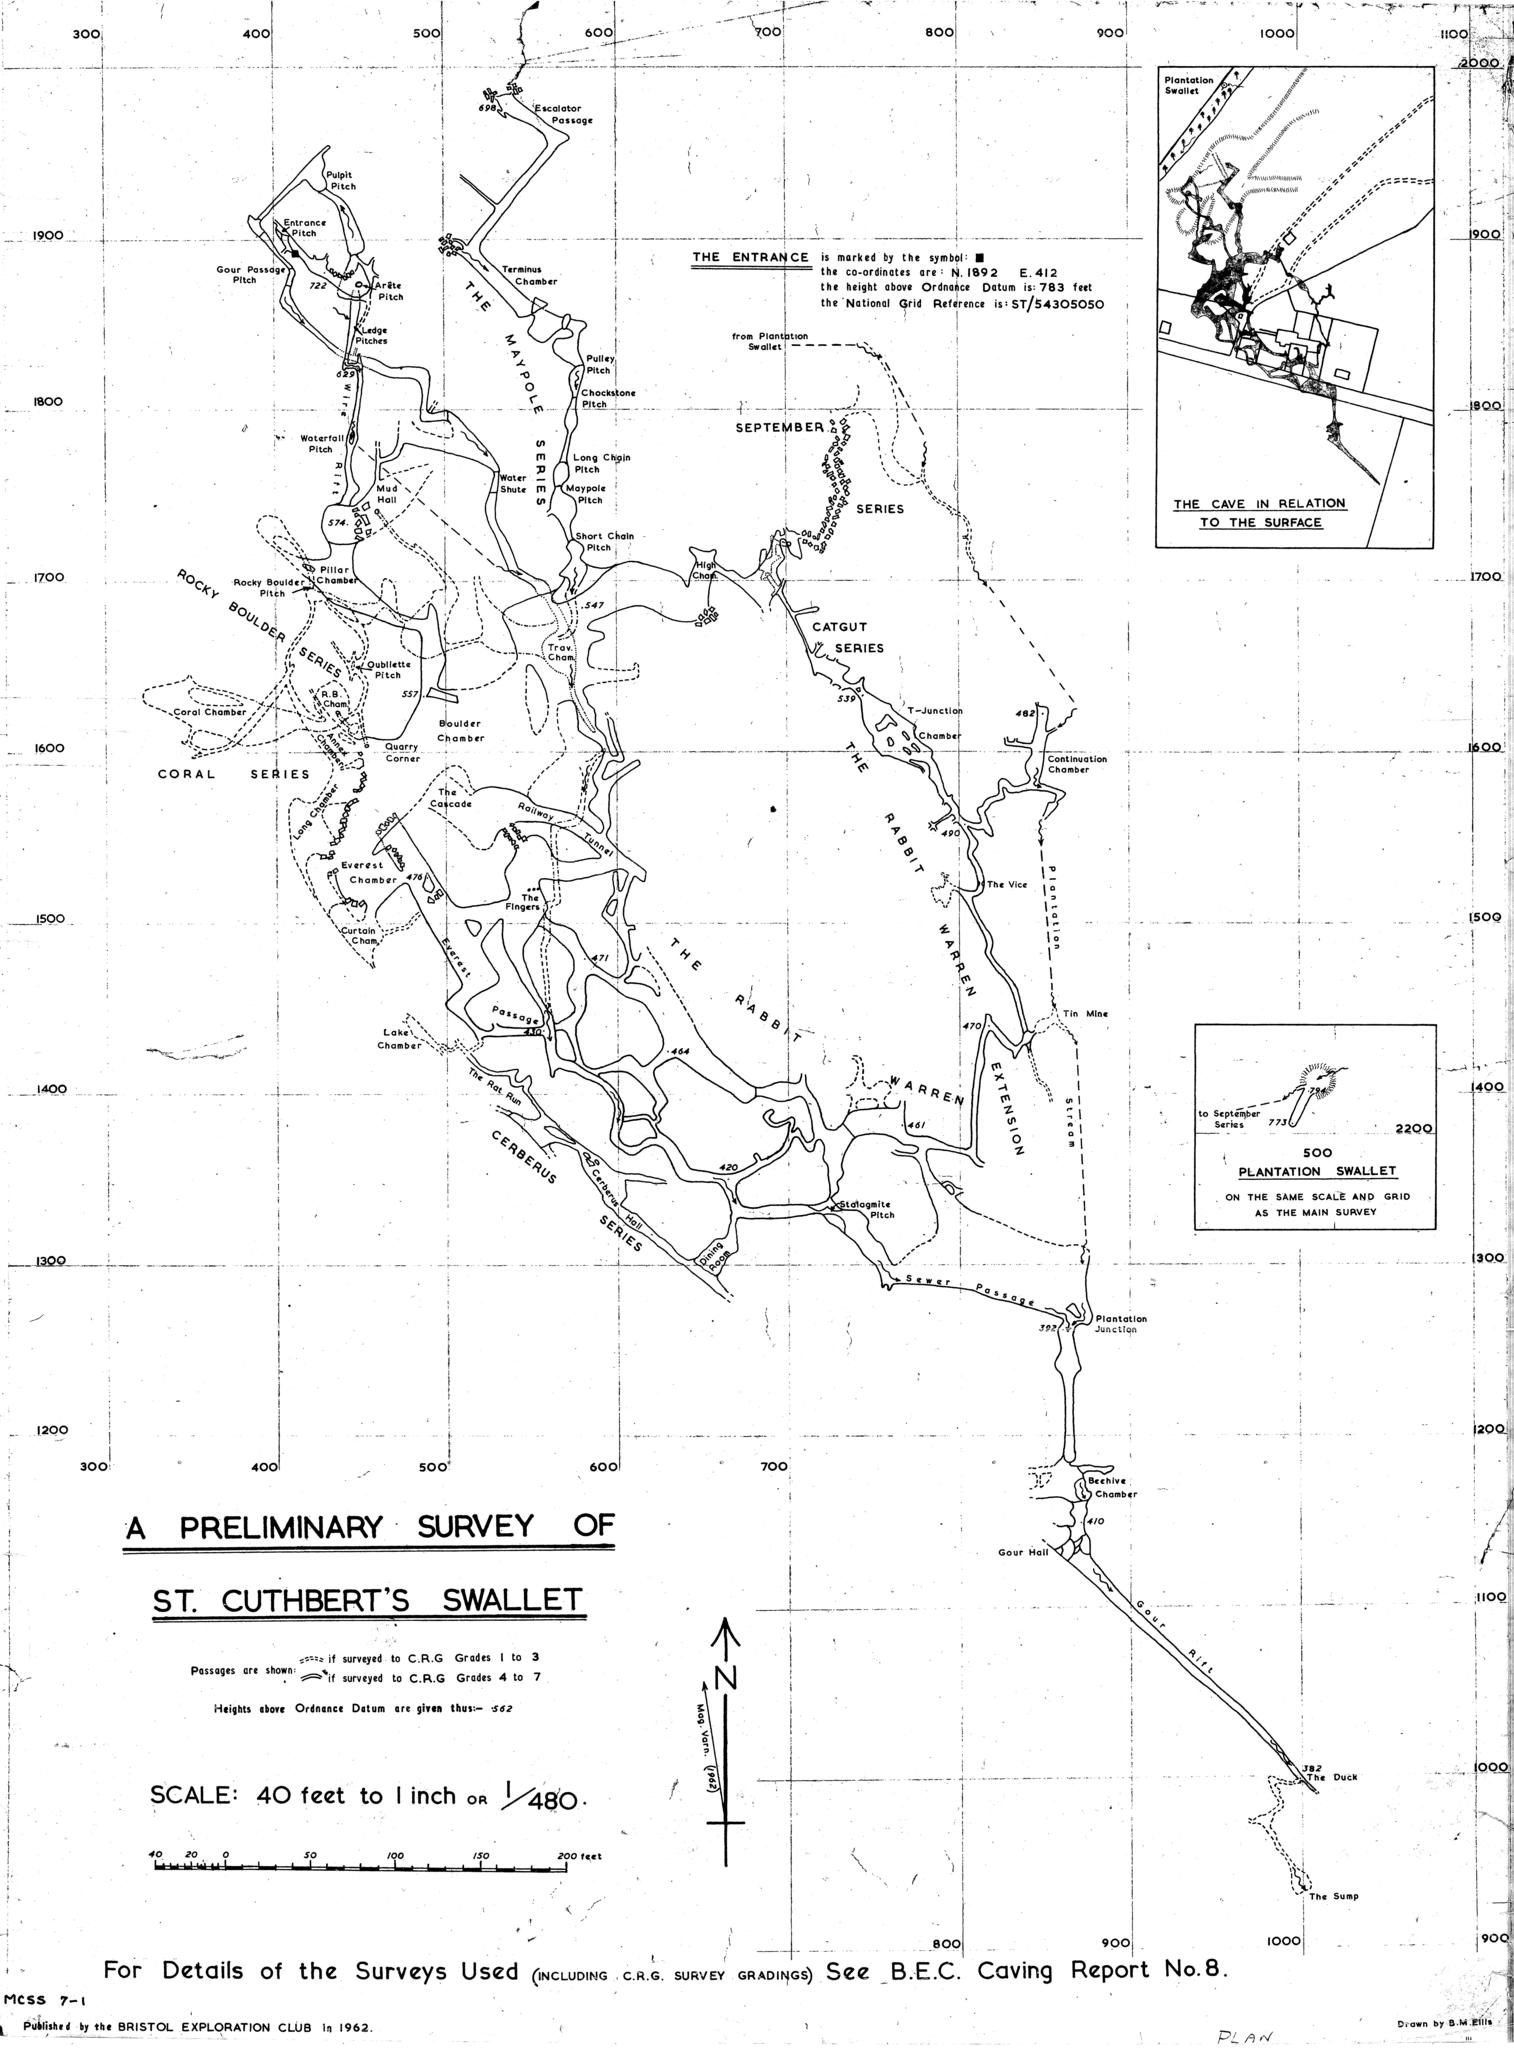 300
400
500
600
700
800
900
1000
1100
2000
Plantation
Swallet
698
Escalator
Passage
Pulpit
Pitch
Entrance
Pitch
1900
1900
Gour Passage
Pitch
722
Arête
Pitch
Terminus
Chamber
THE MAYPOLE SERIES
THE ENTRANCE is marked by the symbol: ■
the co-ordinates are: N.1892 E.412
the height above Ordnance Datum is: 783 feet
the National Grid Reference is: ST/54305050
Ledge
Pitches
from Plantation
Swallet
Pulley
Pitch
629
Wire Rift
Chockstone
Pitch
1800
1800
SEPTEMBER
SERIES
Waterfall
Pitch
Long Chain
Pitch
Water
Shute
Maypole
Pitch
Mud
Hall
574
THE CAVE IN RELATION
TO THE SURFACE
Short Chain
Pitch
High
Cham.
1700
1700
Pillar
Chamber
Rocky Boulder
Pitch
ROCKY BOULDER SERIES
547
CATGUT
SERIES
Trav.
Cham.
Oubliette
Pitch
R.B.
Cham.
557
539
Coral Chamber
Boulder
Chamber
T-Junction
Chamber
482
Annex
Chamber
Quarry
Corner
1600
1600
CORAL SERIES
Continuation
Chamber
Long Chamber
The
Cascade
Railway Tunnel
THE RABBIT WARREN EXTENSION
490
Everest
Chamber
476
The Vice
Plantation Stream
The
Fingers
1500
1500
Curtain
Cham.
Everest Passage
471
THE RABBIT WARREN
Lake
Chamber
430
470
Tin Mine
464
The Rat Run
1400
1400
461
CERBERUS SERIES
Cerberus Hall
420
Stalagmite
Pitch
Dining
Room
to September
Series
794
773
2200
500
PLANTATION SWALLET
ON THE SAME SCALE AND GRID
AS THE MAIN SURVEY
1300
1300
Sewer Passage
Plantation
Junction
392
1200
1200
300
400
500
600
700
Beehive
Chamber
410
Gour Hall
Gour Rift
1100
A PRELIMINARY SURVEY OF
ST. CUTHBERT'S SWALLET
Passages are shown:
if surveyed to C.R.G Grades 1 to 3
if surveyed to C.R.G Grades 4 to 7
Heights above Ordnance Datum are given thus:- ·562
N
Mag. Varn. (1962)
1000
382
The Duck
SCALE: 40 feet to 1 inch OR 1/480.
40 20 0 50 100 150 200 feet
The Sump
800
900
1000
900
For Details of the Surveys Used (INCLUDING C.R.G. SURVEY GRADINGS) See B.E.C. Caving Report No.8.
MCSS 7-1
Published by the BRISTOL EXPLORATION CLUB in 1962.
Drawn by B.M.Ellis
PLAN